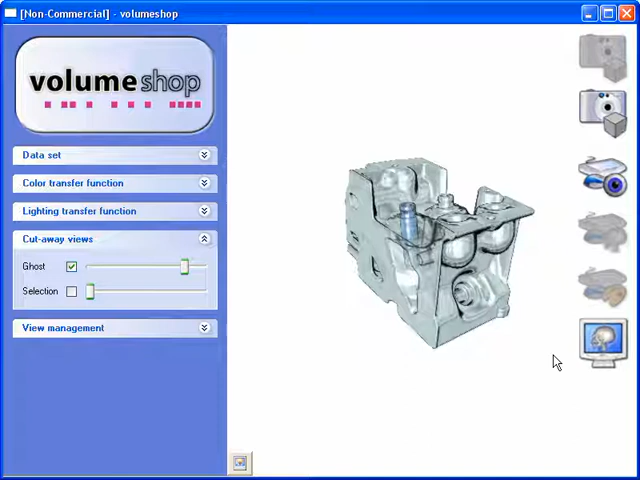 [Non-Commercial] - volumeshop
volumeshop
Data set
Color transfer function
Lighting transfer function
Cut-away views
Ghost
Selection
View management